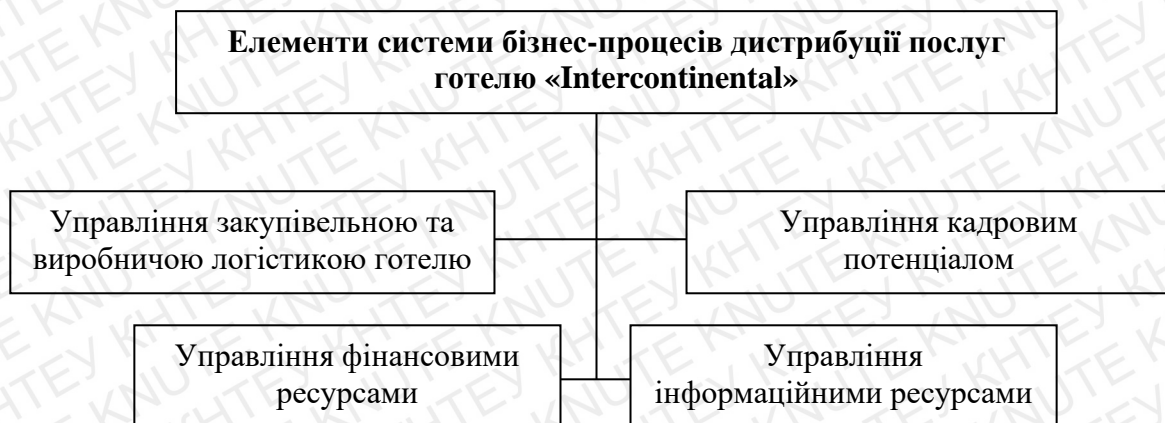 Елементи системи бізнес-процесів дистрибуції послуг
готелю «Intercontinental»
Управління закупівельною та
виробничою логістикою готелю
Управління кадровим
потенціалом
Управління фінансовими
ресурсами
Управління
інформаційними ресурсами